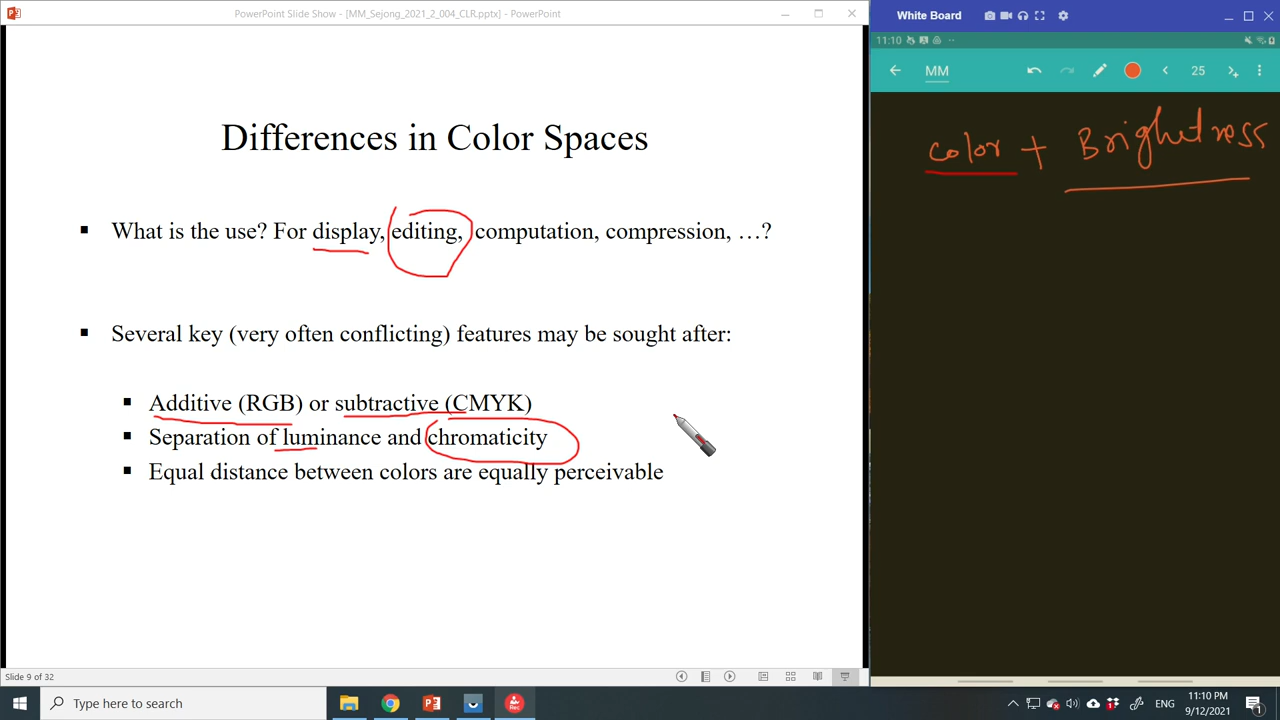 PowerPoint Slide Show - [MM_Sejong_2021_2_004_CLR.pptx] - PowerPoint
White Board
11:10
MM
25
Color + Brightness
Differences in Color Spaces
What is the use? For display, editing, computation, compression, …?
Several key (very often conflicting) features may be sought after:
Additive (RGB) or subtractive (CMYK)
Separation of luminance and chromaticity
Equal distance between colors are equally perceivable
Slide 9 of 32
Type here to search
ENG
11:10 PM
9/12/2021
1